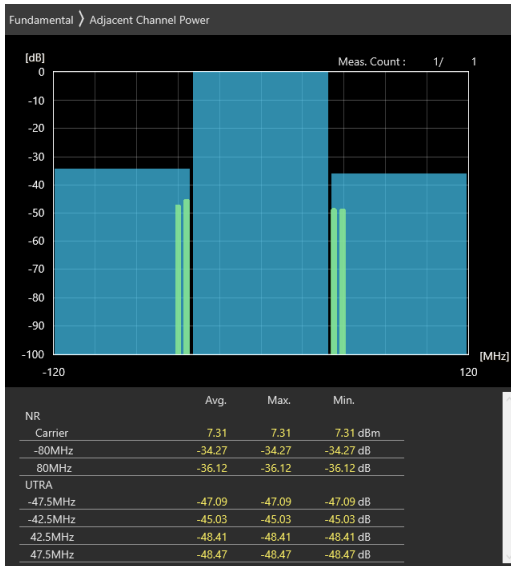 Fundamental 〉 Adjacent Channel Power
[dB]
Meas. Count : 1/ 1
0
-10
-20
-30
-40
-50
-60
-70
-80
-90
-100
[MHz]
-120 120
Avg. Max. Min.
NR
Carrier 7.31 7.31 7.31 dBm
-80MHz -34.27 -34.27 -34.27 dB
80MHz -36.12 -36.12 -36.12 dB
UTRA
-47.5MHz -47.09 -47.09 -47.09 dB
-42.5MHz -45.03 -45.03 -45.03 dB
42.5MHz -48.41 -48.41 -48.41 dB
47.5MHz -48.47 -48.47 -48.47 dB